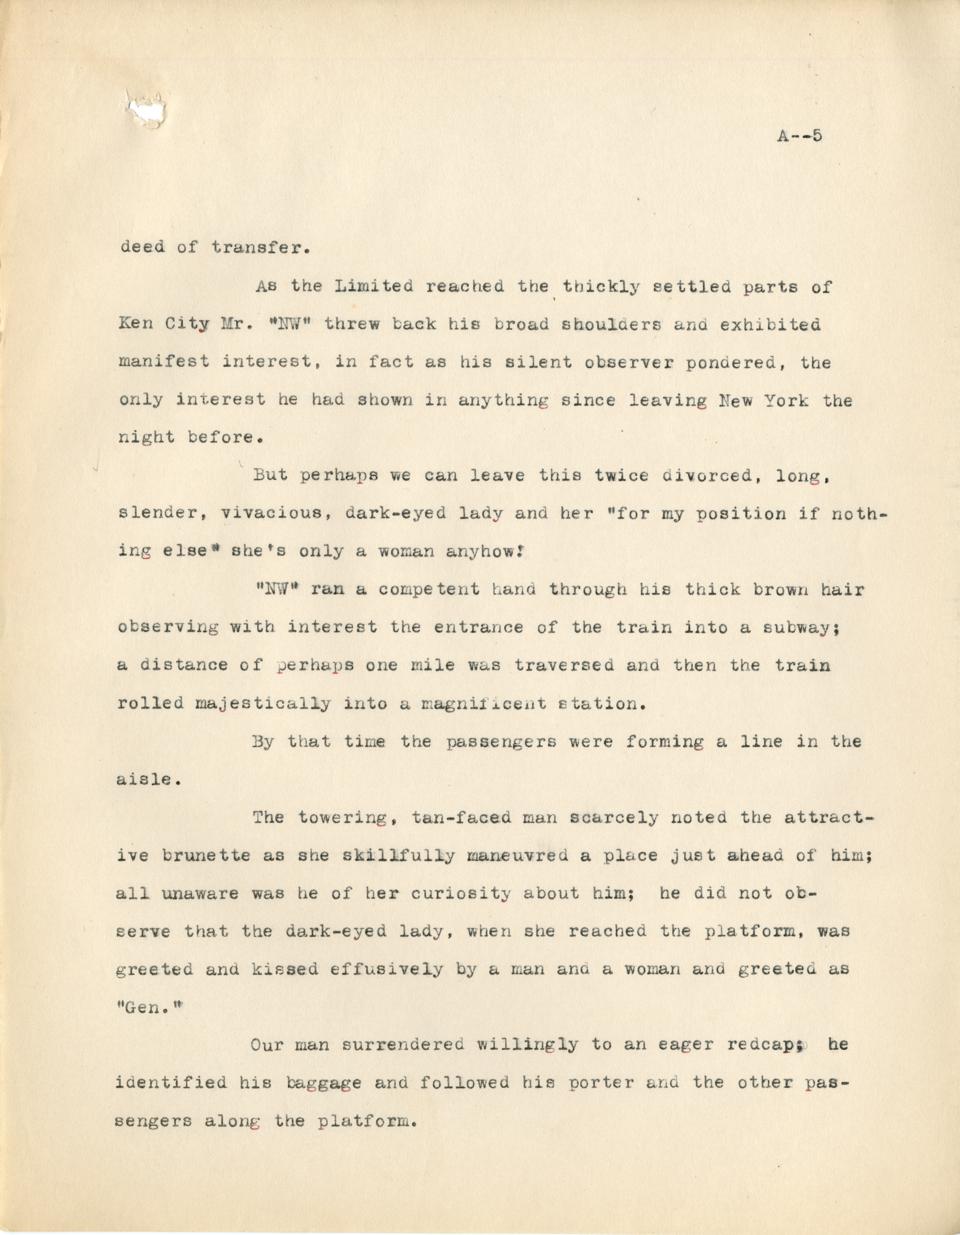 A--5
deed of transfer.
As the Limited reached the thickly settled parts of
Ken City Mr. "NW" threw back his broad shoulders and exhibited
manifest interest, in fact as his silent observer pondered, the
only interest he had shown in anything since leaving New York the
night before.
But perhaps we can leave this twice divorced, long,
slender, vivacious, dark-eyed lady and her "for my position if noth-
ing else" she's only a woman anyhow!
"NW" ran a competent hand through his thick brown hair
observing with interest the entrance of the train into a subway;
a distance of perhaps one mile was traversed and then the train
rolled majestically into a magnificent station.
By that time the passengers were forming a line in the
aisle.
The towering, tan-faced man scarcely noted the attract-
ive brunette as she skillfully maneuvred a place just ahead of him;
all unaware was he of her curiosity about him; he did not ob-
serve that the dark-eyed lady, when she reached the platform, was
greeted and kissed effusively by a man and a woman and greeted as
"Gen."
Our man surrendered willingly to an eager redcap; he
identified his baggage and followed his porter and the other pas-
sengers along the platform.